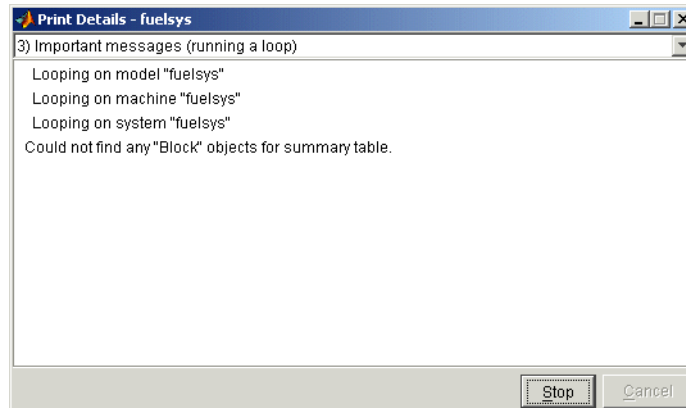 Print Details - fuelsys
3) Important messages (running a loop)
Looping on model "fuelsys"
Looping on machine "fuelsys"
Looping on system "fuelsys"
Could not find any "Block" objects for summary table.
Stop Cancel